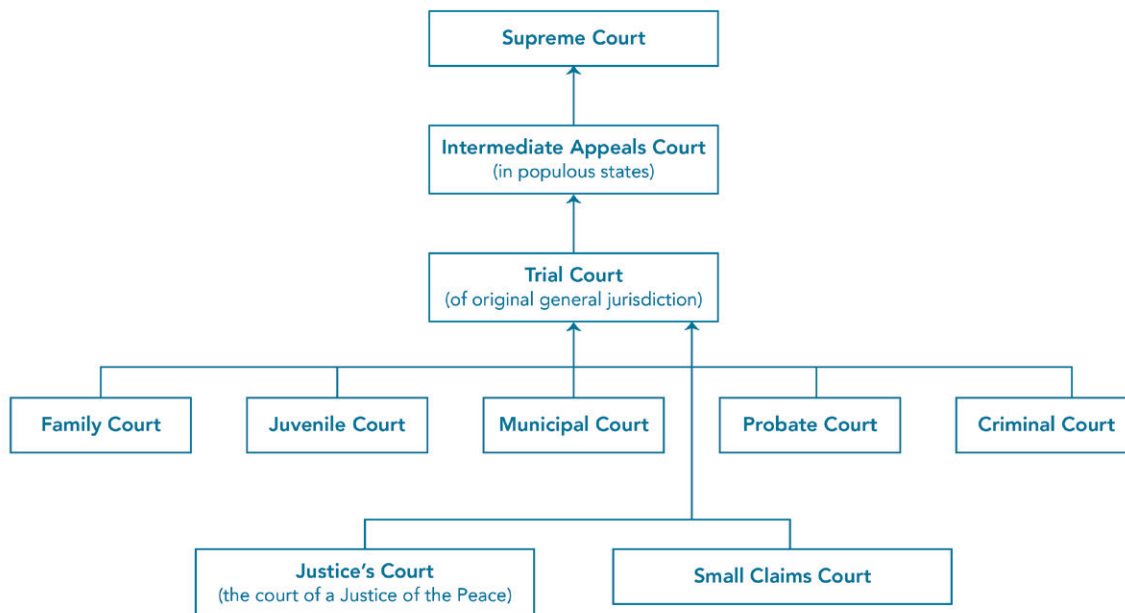 Supreme Court
Intermediate Appeals Court
(in populous states)
Trial Court
(of original general jurisdiction)
Family Court
Juvenile Court
Municipal Court
Probate Court
Criminal Court
Justice's Court
(the court of a Justice of the Peace)
Small Claims Court